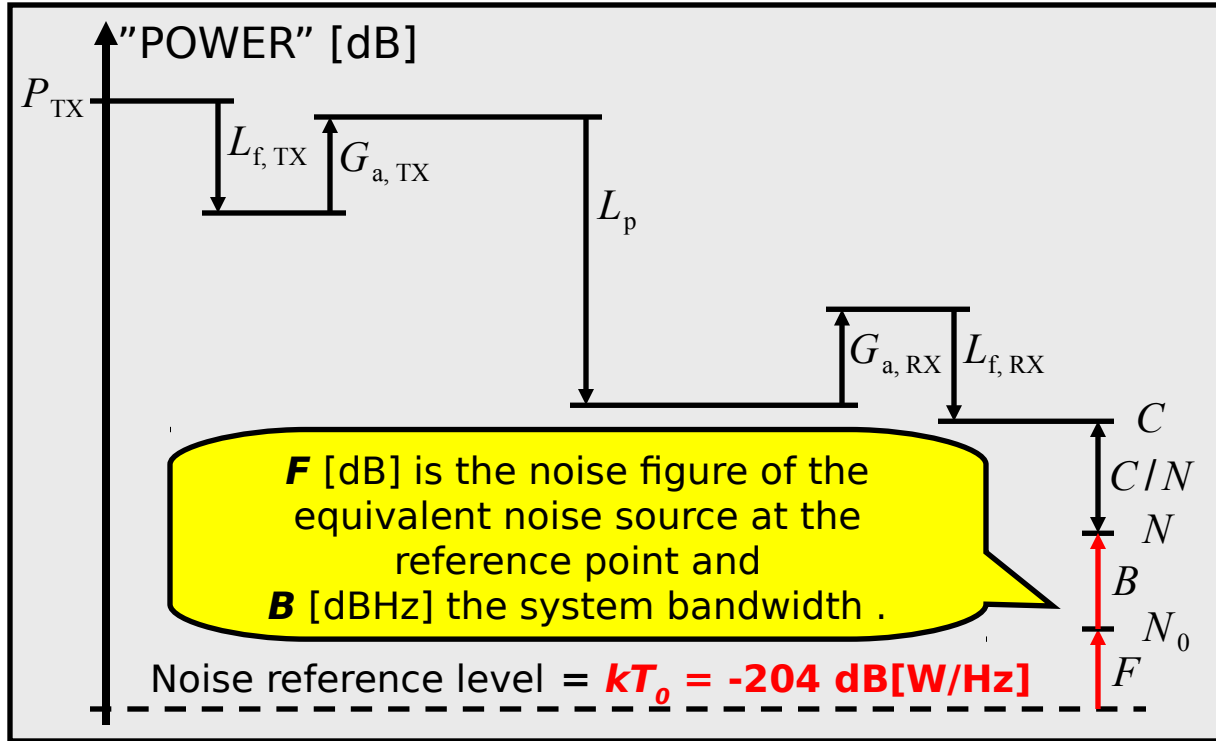 ”POWER” [dB]
P_TX
L_f, TX
G_a, TX
L_p
G_a, RX
L_f, RX
C
C / N
N
B
N_0
F
F [dB] is the noise figure of the
equivalent noise source at the
reference point and
B [dBHz] the system bandwidth .
Noise reference level = kT_0 = -204 dB[W/Hz]